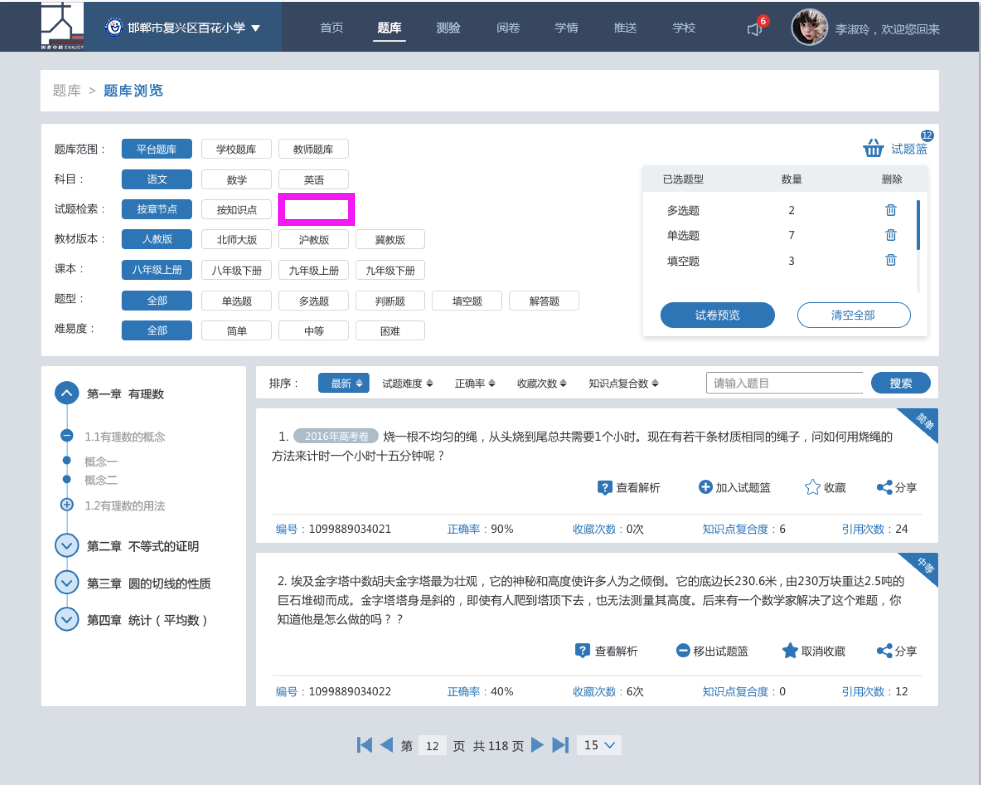 邯郸市复兴区百花小学 首页 题库 测验 阅卷 学情 推送 学校 6 李淑玲，欢迎您回来
题库 > 题库浏览
题库范围： 平台题库 学校题库 教师题库
科目： 语文 数学 英语
试题检索： 按章节点 按知识点
教材版本： 人教版 北师大版 沪教版 冀教版
课本： 八年级上册 八年级下册 九年级上册 九年级下册
题型： 全部 单选题 多选题 判断题 填空题 解答题
难易度： 全部 简单 中等 困难
试题篮 12
已选题型 数量 删除
多选题 2
单选题 7
填空题 3
试卷预览 清空全部
第一章 有理数
1.1有理数的概念
概念一
概念二
1.2有理数的用法
第二章 不等式的证明
第三章 圆的切线的性质
第四章 统计（平均数）
排序： 最新 试题难度 正确率 收藏次数 知识点复合数 请输入题目 搜索
简单
1. 2016年高考卷 烧一根不均匀的绳，从头烧到尾总共需要1个小时。现在有若干条材质相同的绳子，问如何用烧绳的
方法来计时一个小时十五分钟呢？
查看解析 加入试题篮 收藏 分享
编号：1099889034021 正确率：90% 收藏次数：0次 知识点复合度：6 引用次数：24
中等
2. 埃及金字塔中数胡夫金字塔最为壮观，它的神秘和高度使许多人为之倾倒。它的底边长230.6米，由230万块重达2.5吨的
巨石堆砌而成。金字塔塔身是斜的，即使有人爬到塔顶下去，也无法测量其高度。后来有一个数学家解决了这个难题，你
知道他是怎么做的吗？？
查看解析 移出试题篮 取消收藏 分享
编号：1099889034022 正确率：40% 收藏次数：6次 知识点复合度：0 引用次数：12
第 12 页 共118页 15